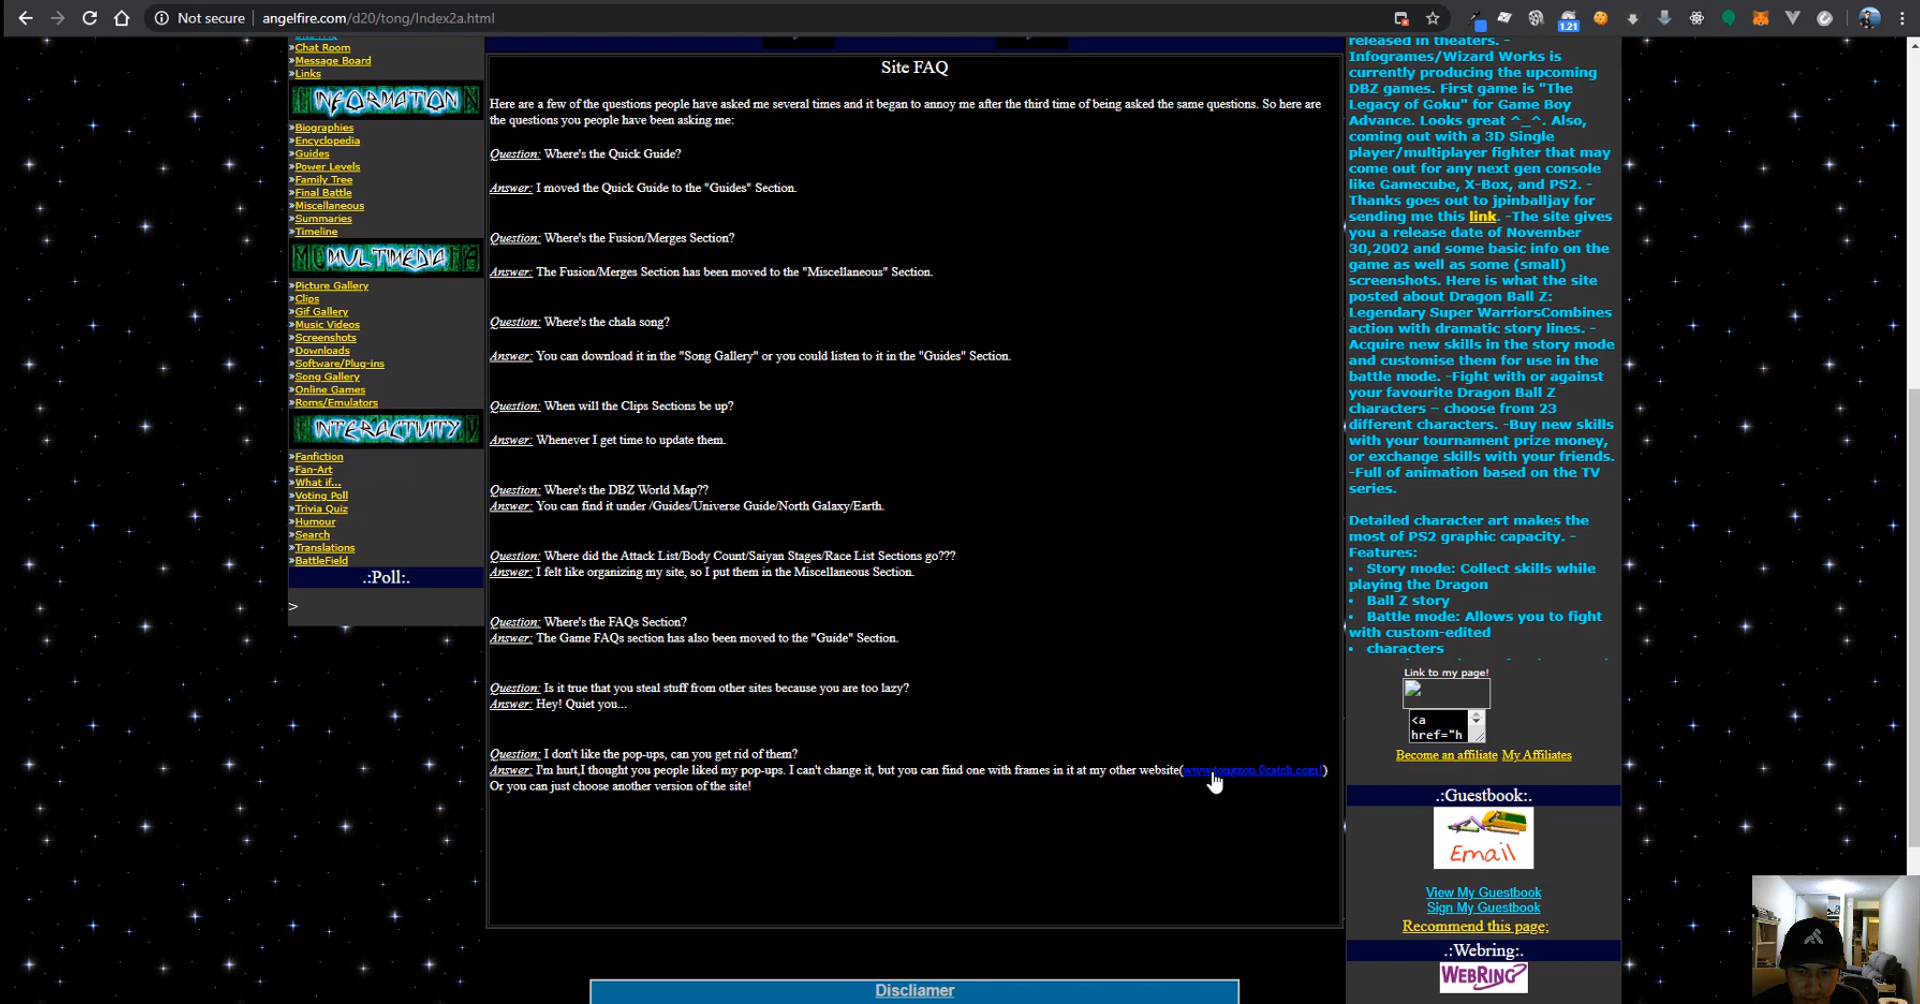 Not secure
angelfire.com/d20/tong/Index2a.html
1.21
»Chat Room
»Message Board
»Links
INFORMATION
»Biographies
»Encyclopedia
»Guides
»Power Levels
»Family Tree
»Final Battle
»Miscellaneous
»Summaries
»Timeline
MULTIMEDIA
»Picture Gallery
»Clips
»Gif Gallery
»Music Videos
»Screenshots
»Downloads
»Software/Plug-ins
»Song Gallery
»Online Games
»Roms/Emulators
INTERACTIVITY
»Fanfiction
»Fan-Art
»What if...
»Voting Poll
»Trivia Quiz
»Humour
»Search
»Translations
»BattleField
.:Poll:.
>
Site FAQ
Here are a few of the questions people have asked me several times and it began to annoy me after the third time of being asked the same questions. So here are
the questions you people have been asking me:
Question: Where's the Quick Guide?
Answer: I moved the Quick Guide to the "Guides" Section.
Question: Where's the Fusion/Merges Section?
Answer: The Fusion/Merges Section has been moved to the "Miscellaneous" Section.
Question: Where's the chala song?
Answer: You can download it in the "Song Gallery" or you could listen to it in the "Guides" Section.
Question: When will the Clips Sections be up?
Answer: Whenever I get time to update them.
Question: Where's the DBZ World Map??
Answer: You can find it under /Guides/Universe Guide/North Galaxy/Earth.
Question: Where did the Attack List/Body Count/Saiyan Stages/Race List Sections go???
Answer: I felt like organizing my site, so I put them in the Miscellaneous Section.
Question: Where's the FAQs Section?
Answer: The Game FAQs section has also been moved to the "Guide" Section.
Question: Is it true that you steal stuff from other sites because you are too lazy?
Answer: Hey! Quiet you...
Question: I don't like the pop-ups, can you get rid of them?
Answer: I'm hurt,I thought you people liked my pop-ups. I can't change it, but you can find one with frames in it at my other website(
Or you can just choose another version of the site!
Discliamer
released in theaters. -
Infogrames/Wizard Works is
currently producing the upcoming
DBZ games. First game is "The
Legacy of Goku" for Game Boy
Advance. Looks great ^_^. Also,
coming out with a 3D Single
player/multiplayer fighter that may
come out for any next gen console
like Gamecube, X-Box, and PS2. -
Thanks goes out to jpinballjay for
sending me this link. -The site gives
you a release date of November
30,2002 and some basic info on the
game as well as some (small)
screenshots. Here is what the site
posted about Dragon Ball Z:
Legendary Super WarriorsCombines
action with dramatic story lines. -
Acquire new skills in the story mode
and customise them for use in the
battle mode. -Fight with or against
your favourite Dragon Ball Z
characters – choose from 23
different characters. -Buy new skills
with your tournament prize money,
or exchange skills with your friends.
-Full of animation based on the TV
series.
Detailed character art makes the
most of PS2 graphic capacity. -
Features:
• Story mode: Collect skills while
playing the Dragon
• Ball Z story
• Battle mode: Allows you to fight
with custom-edited
• characters
Link to my page!
<a
href="h
Become an affiliate My Affiliates
.:Guestbook:.
Email
View My Guestbook
Sign My Guestbook
Recommend this page;
.:Webring:.
WEBRING?